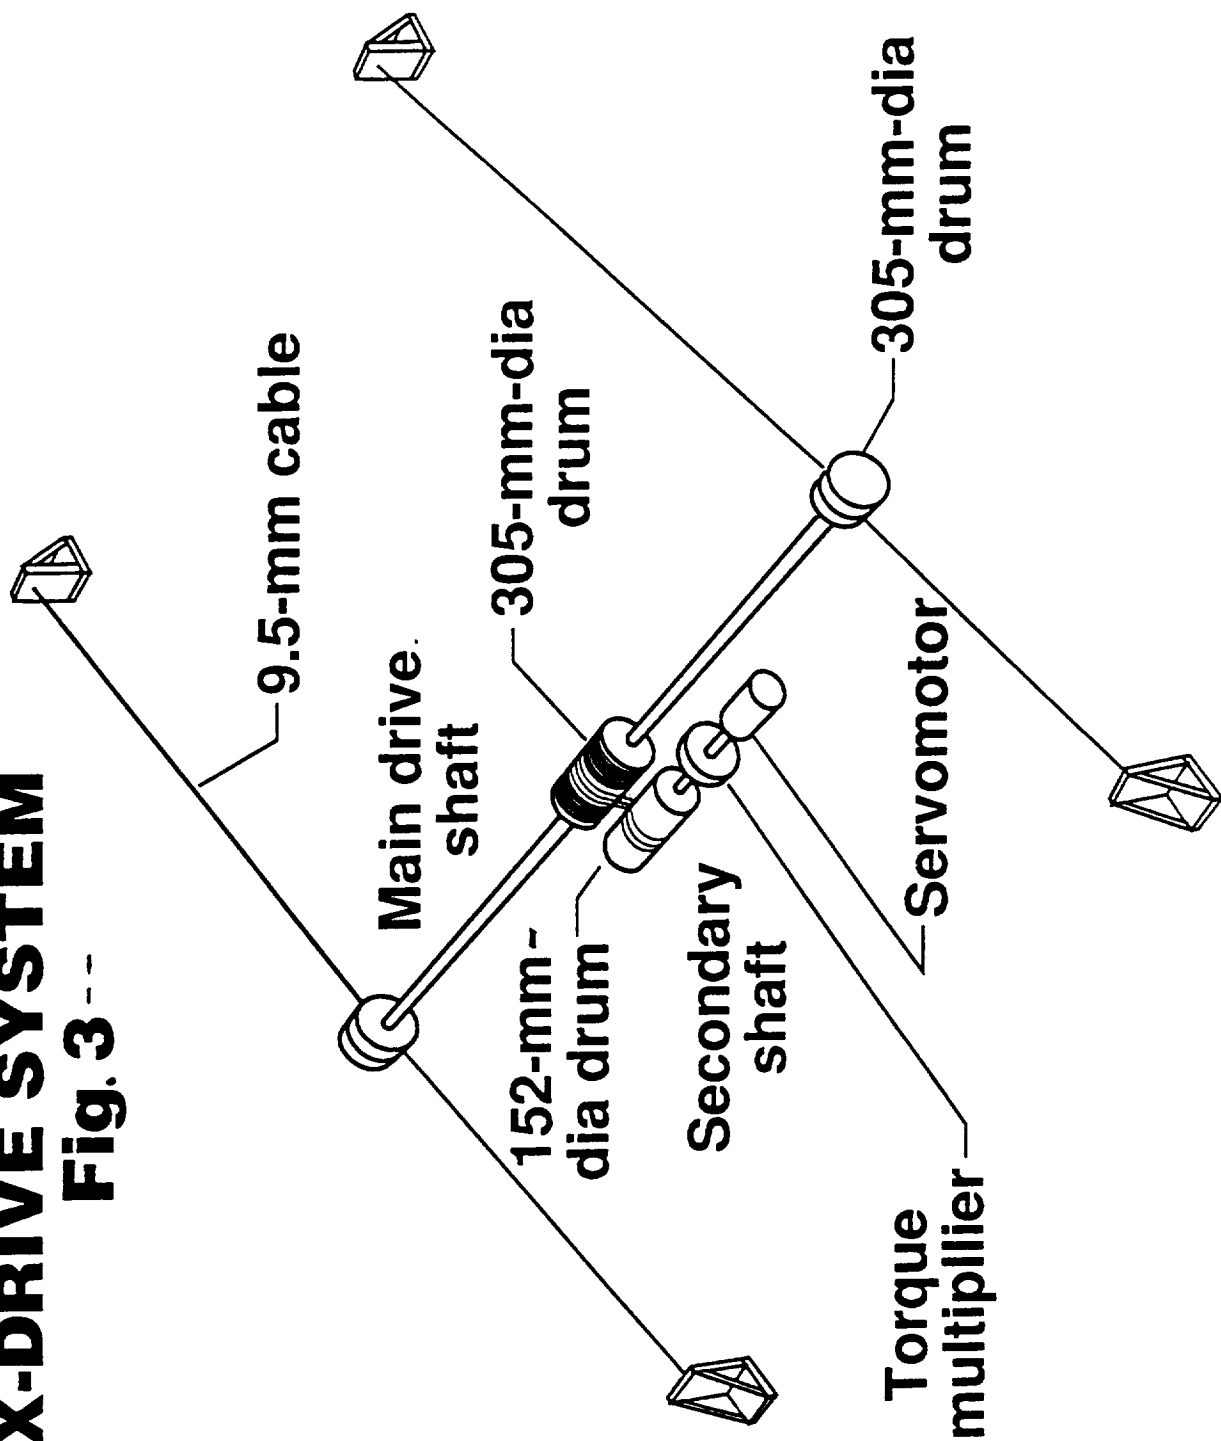 X-DRIVE SYSTEM
Fig. 3--
9.5-mm cable
Main drive
shaft
305-mm-dia
drum
152-mm-
dia drum
Secondary
shaft
305-mm-dia
drum
Servomotor
Torque
multipllier